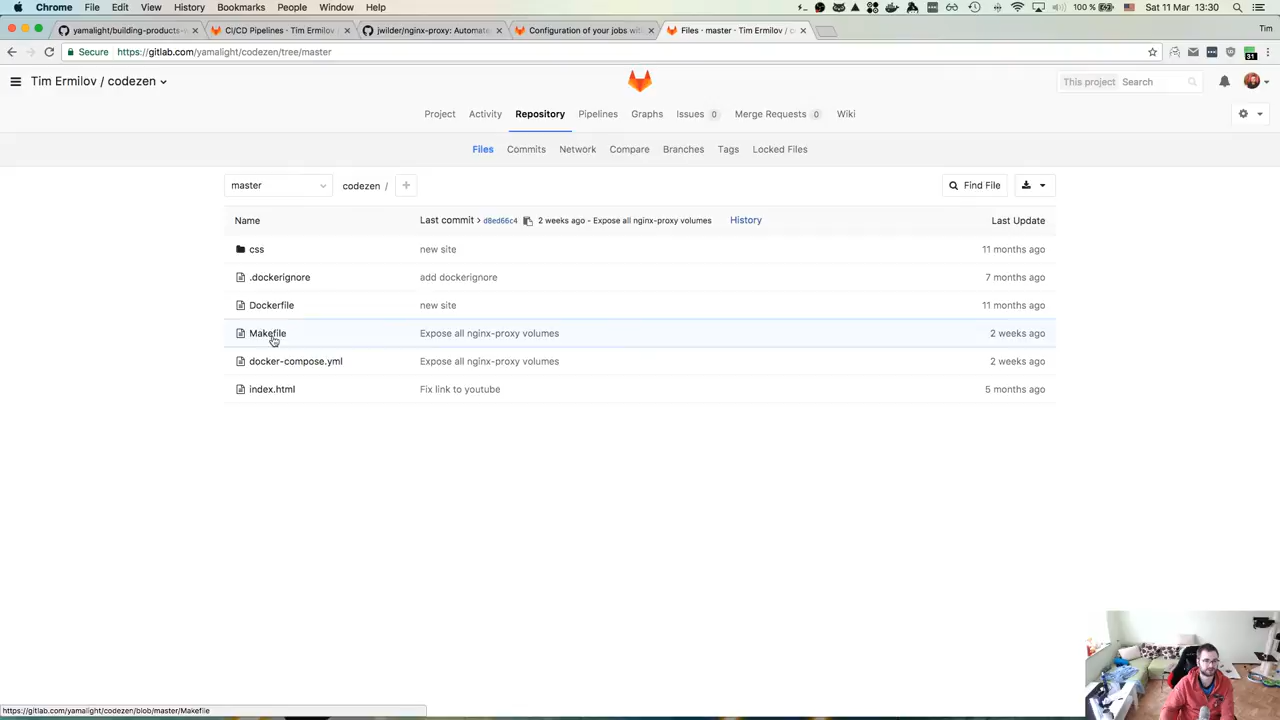 Chrome File Edit View History Bookmarks People Window Help 100 % Sat 11 Mar 13:30
yamalight/building-products-w CI/CD Pipelines · Tim Ermilov / jwilder/nginx-proxy: Automate Configuration of your jobs wit Files · master · Tim Ermilov / c Tim
Secure https://gitlab.com/yamalight/codezen/tree/master 31
Tim Ermilov / codezen This project Search
Project Activity Repository Pipelines Graphs Issues 0 Merge Requests 0 Wiki
Files Commits Network Compare Branches Tags Locked Files
master codezen / + Find File
Name Last commit > d8ed66c4 2 weeks ago - Expose all nginx-proxy volumes History Last Update
css new site 11 months ago
.dockerignore add dockerignore 7 months ago
Dockerfile new site 11 months ago
Makefile Expose all nginx-proxy volumes 2 weeks ago
docker-compose.yml Expose all nginx-proxy volumes 2 weeks ago
index.html Fix link to youtube 5 months ago
https://gitlab.com/yamalight/codezen/blob/master/Makefile